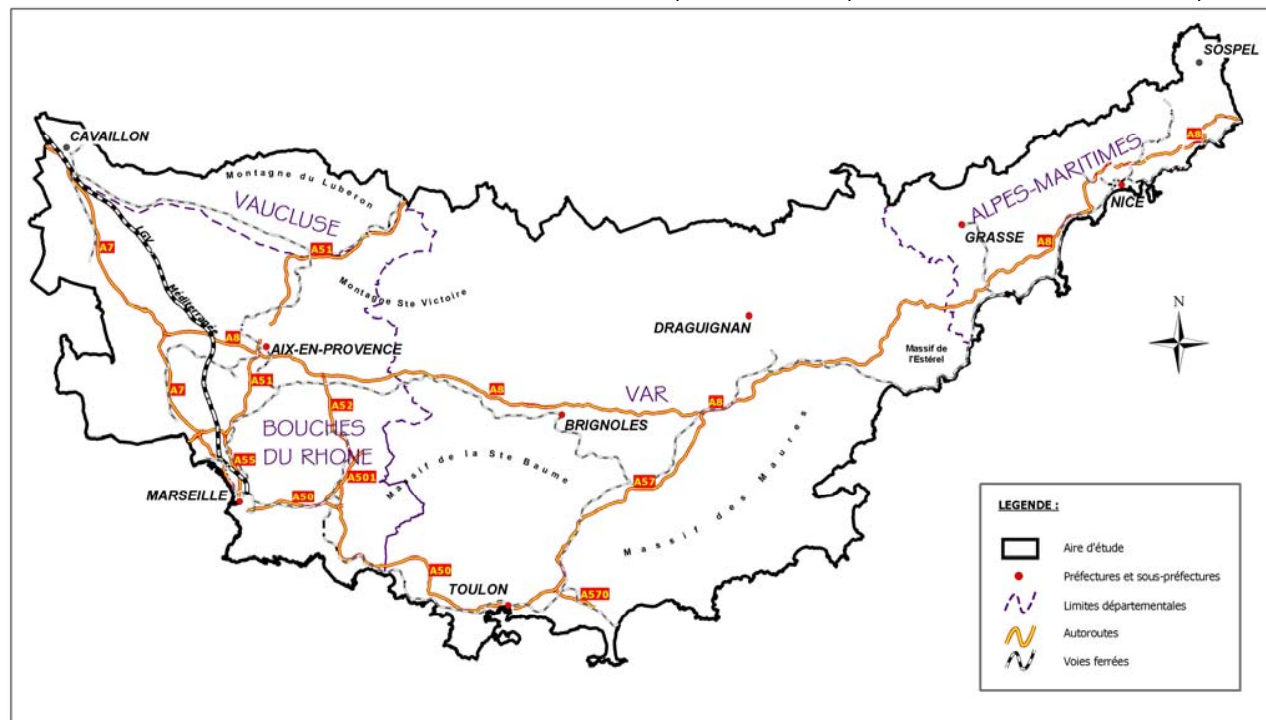 SOSPEL
CAVAILLON
Montagne du Luberon
VAUCLUSE
A8
ALPES-MARITIMES
NICE
GRASSE
A7
LGV
A51
A8
Montagne Ste Victoire
Méditerranée
DRAGUIGNAN
N
A8
AIX-EN-PROVENCE
Massif de
l'Estérel
A7
A51
A52
A8
VAR
A8
BRIGNOLES
BOUCHES
DU RHONE
A55
A501
Massif de la Ste Baume
A57
Massif des Maures
MARSEILLE
A50
A50
TOULON
A570
LEGENDE :
Aire d'étude
Préfectures et sous-préfectures
Limites départementales
Autoroutes
Voies ferrées